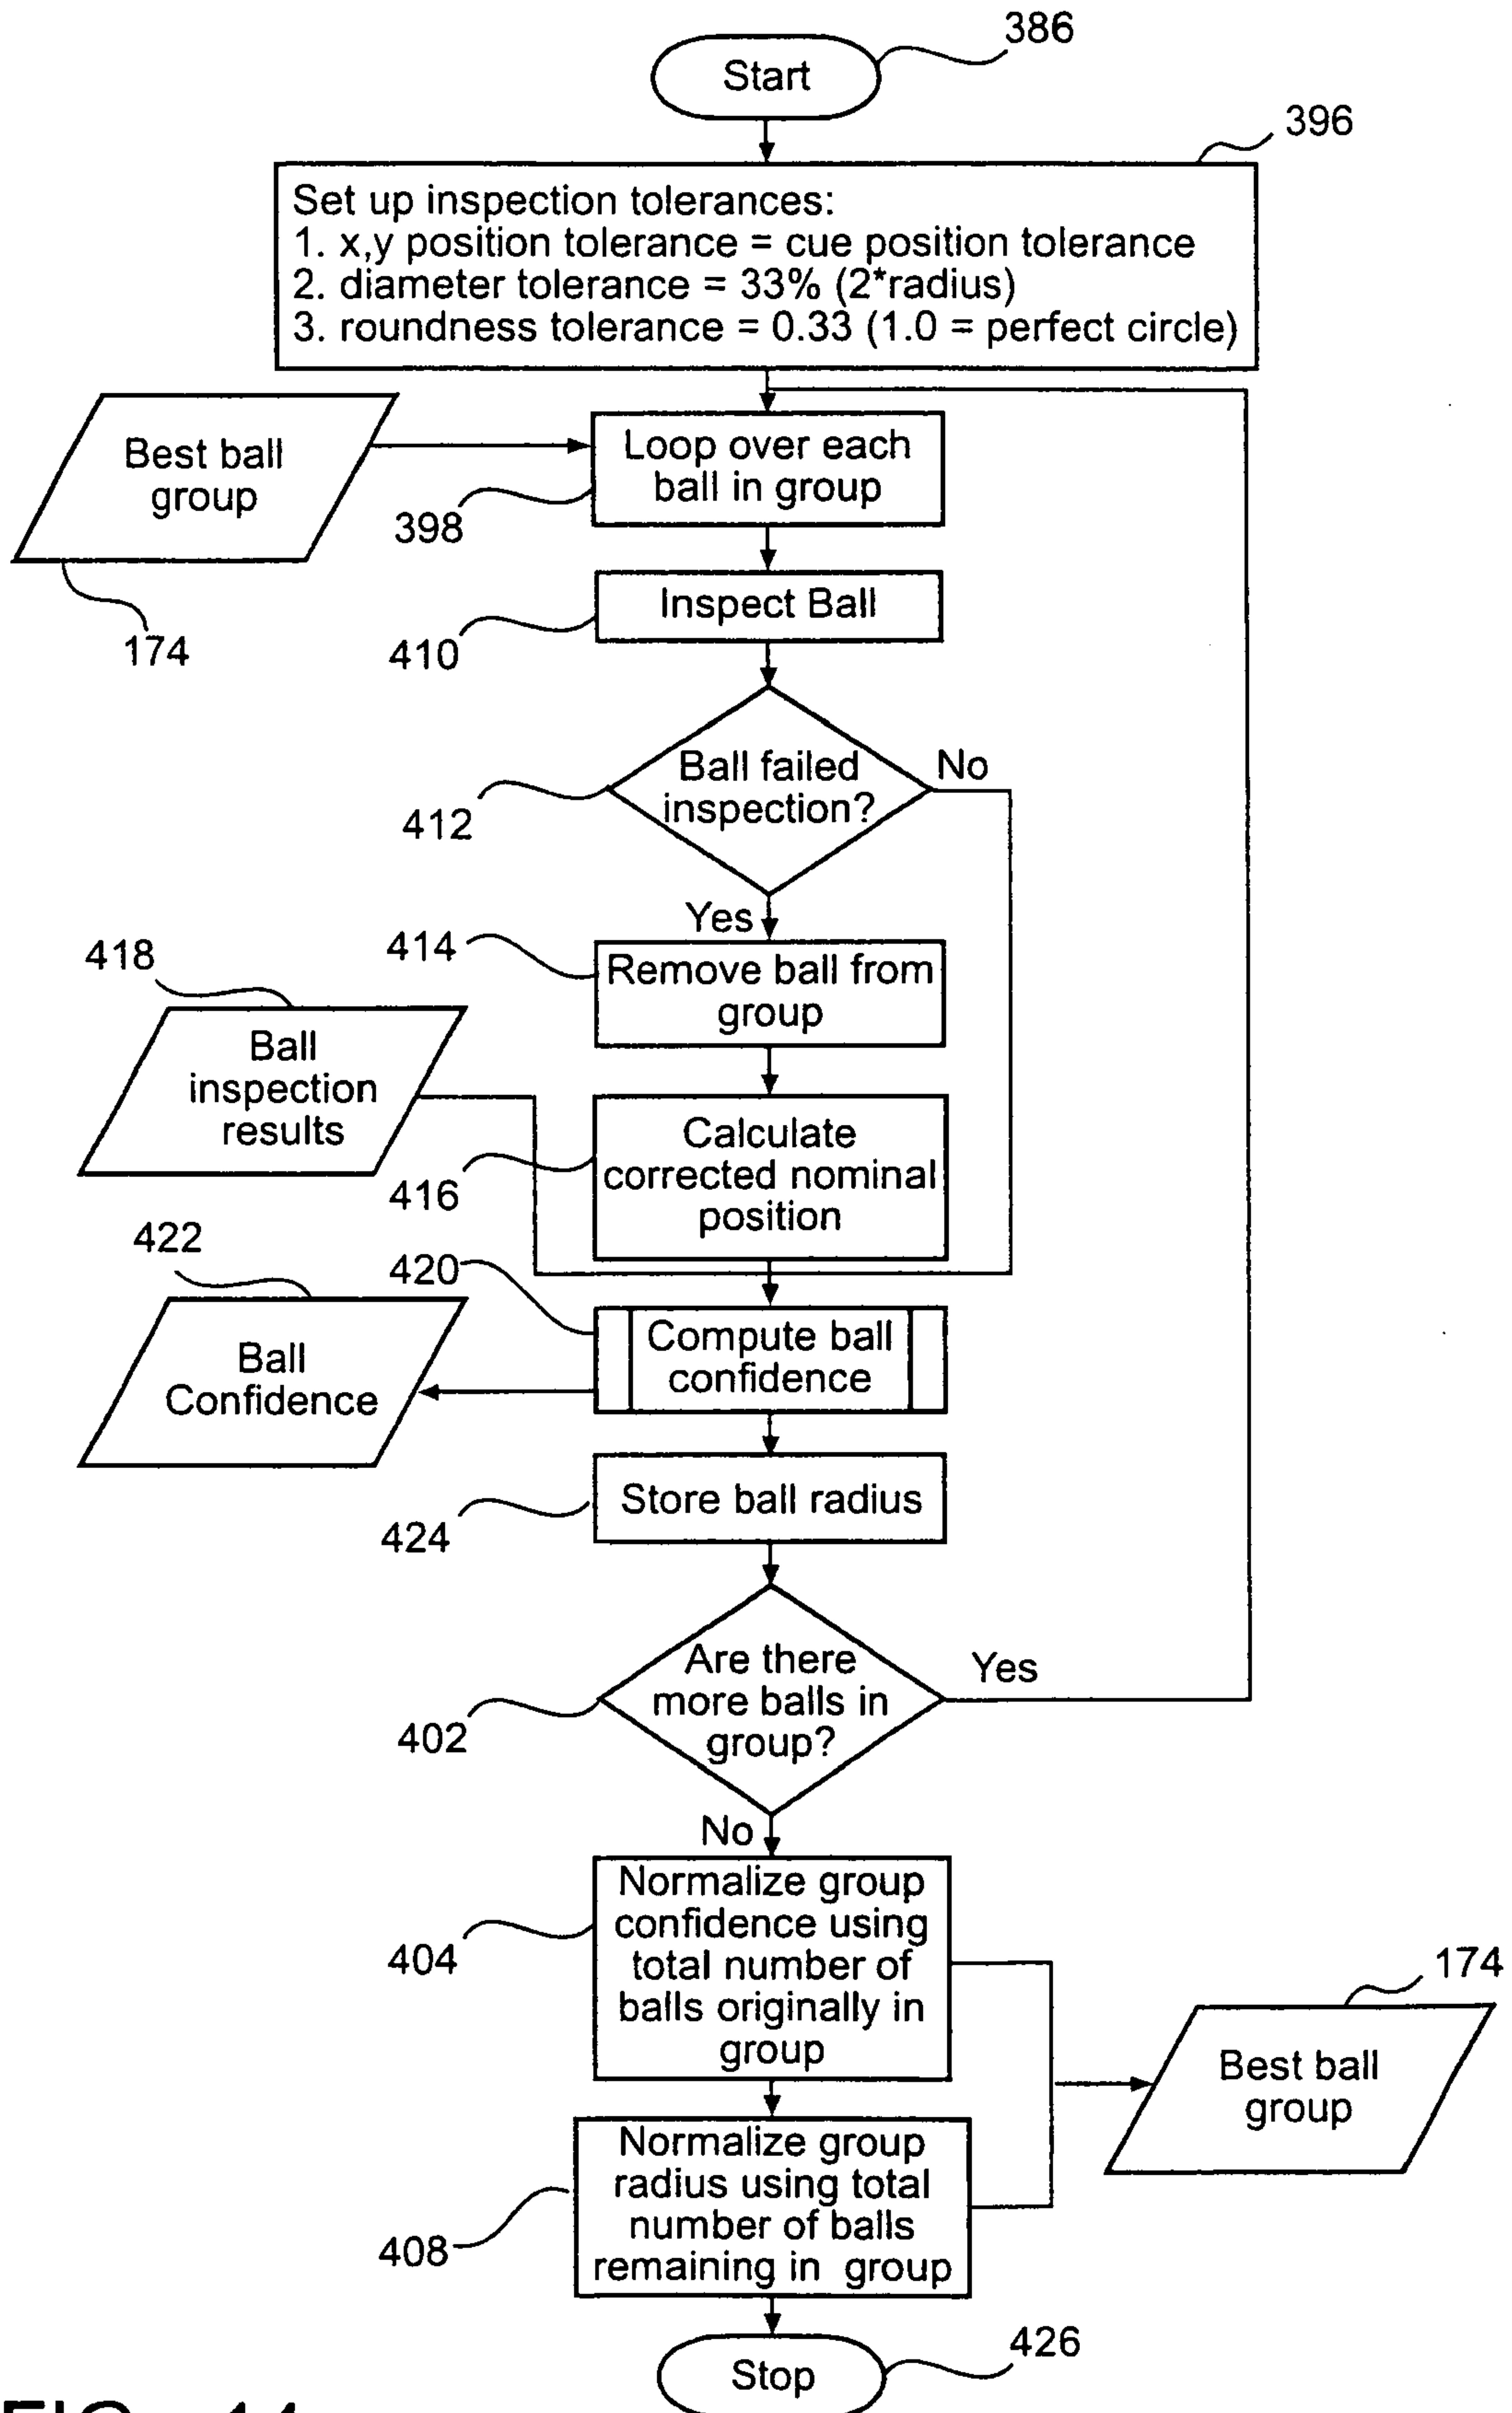 386
Start
396
Set up inspection tolerances:
1. x,y position tolerance = cue position tolerance
2. diameter tolerance = 33% (2*radius)
3. roundness tolerance = 0.33 (1.0 = perfect circle)
Best ball
group
174
Loop over each
ball in group
398
Inspect Ball
410
Ball failed
inspection?
No
412
Yes
414
Remove ball from
group
418
Ball
inspection
results
Calculate
corrected nominal
position
416
422
420
Compute ball
confidence
Ball
Confidence
Store ball radius
424
Are there
more balls in
group?
Yes
402
No
Normalize group
confidence using
total number of
balls originally in
group
404
174
Best ball
group
Normalize group
radius using total
number of balls
remaining in group
408
426
Stop